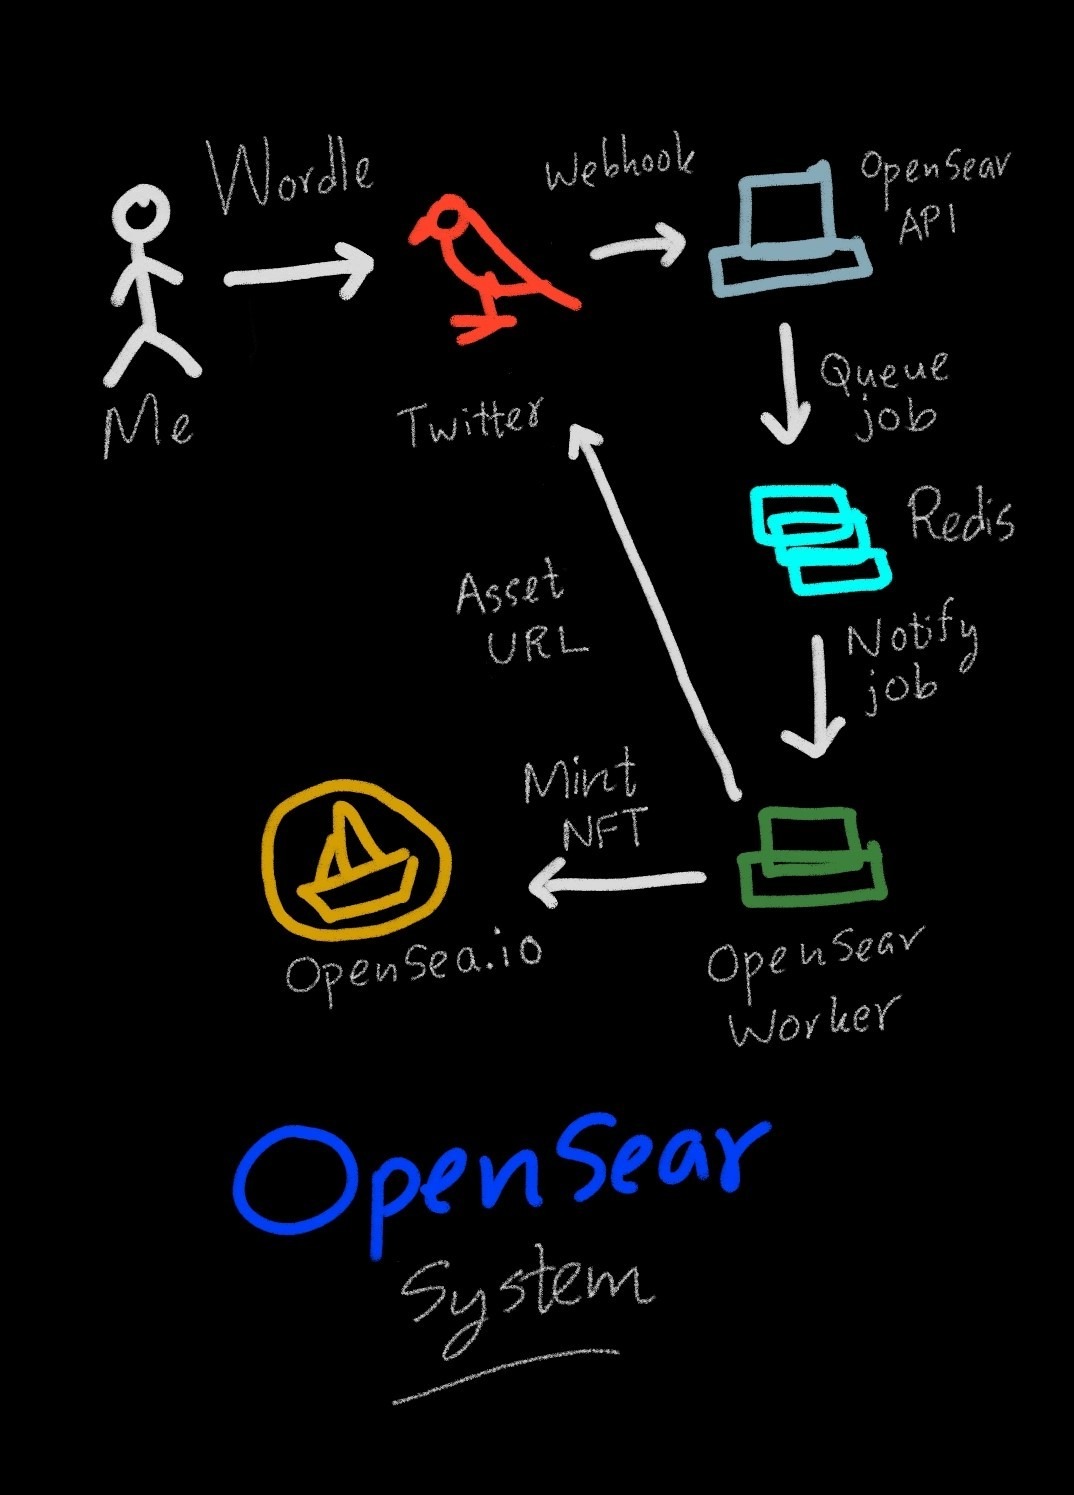 Wordle
Webhook
OpenSear
API
Me
Twitter
Queue
job
Redis
Asset
URL
Notify
job
Mint
NFT
OpenSea.io
OpenSear
Worker
OpenSear
System